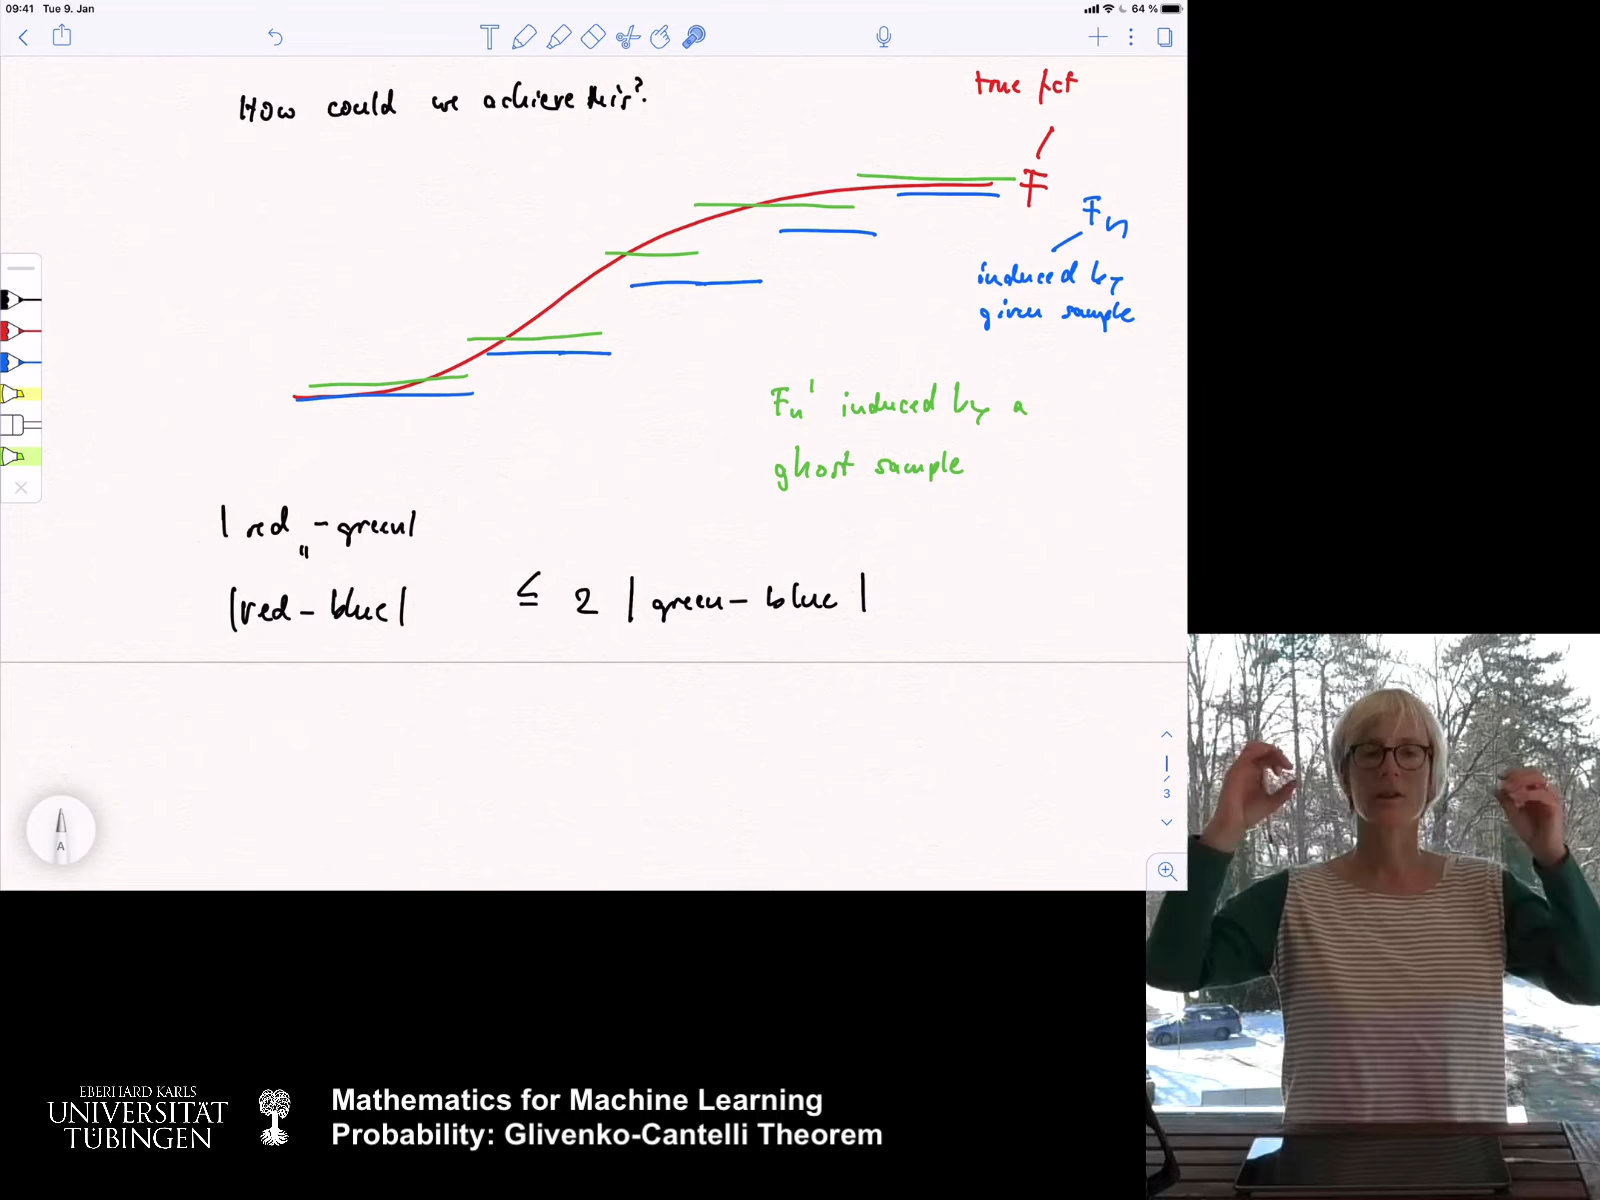 09:41 Tue 9. Jan
64 %
How could we achieve this?
true fct
F
Fn
induced by
given sample
Fn' induced by a
ghost sample
| red - green|
"
|red - blue| ≤ 2 | green - blue |
1
/
3
A
EBERHARD KARLS
UNIVERSITÄT
TÜBINGEN
Mathematics for Machine Learning
Probability: Glivenko-Cantelli Theorem